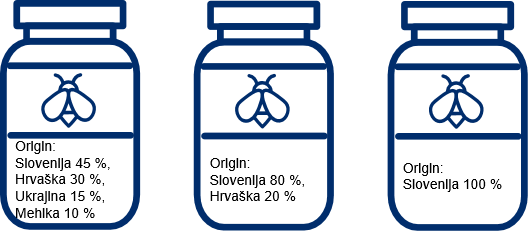 Origin:
Slovenija 45 %,
Hrvaška 30 %,
Ukrajina 15 %,
Mehika 10 %
Origin:
Slovenija 80 %,
Hrvaška 20 %
Origin:
Slovenija 100 %